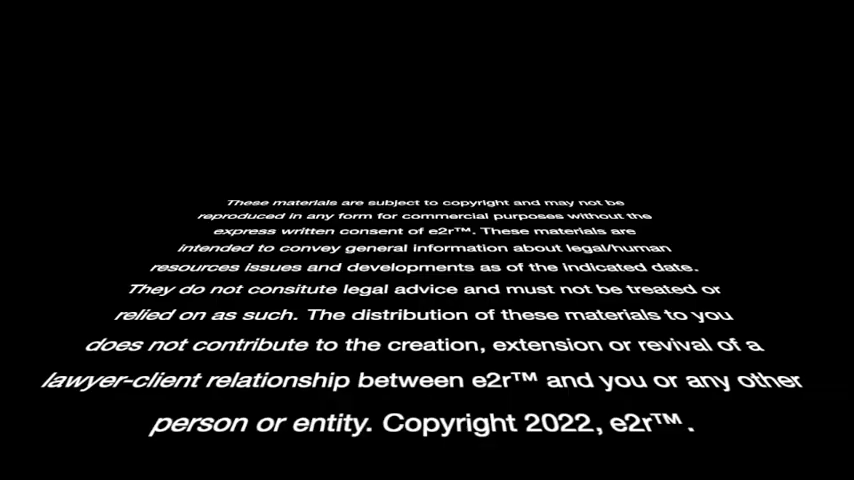 These materials are subject to copyright and may not be
reproduced in any form for commercial purposes without the
express written consent of e2r™. These materials are
intended to convey general information about legal/human
resources issues and developments as of the indicated date.
They do not consitute legal advice and must not be treated or
relied on as such. The distribution of these materials to you
does not contribute to the creation, extension or revival of a
lawyer-client relationship between e2r™ and you or any other
person or entity. Copyright 2022, e2r™.